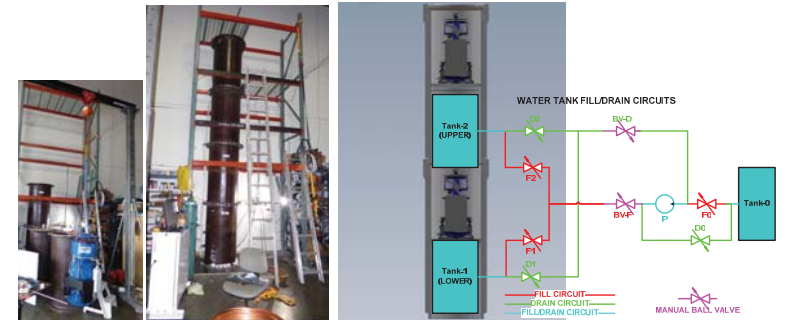 WATER TANK FILL/DRAIN CIRCUITS
Tank-2
(UPPER)
D2
BV-D
F2
Tank-0
BV-F
P
F0
D0
F1
Tank-1
(LOWER)
D1
FILL CIRCUIT
DRAIN CIRCUIT
FILL/DRAIN CIRCUIT
MANUAL BALL VALVE